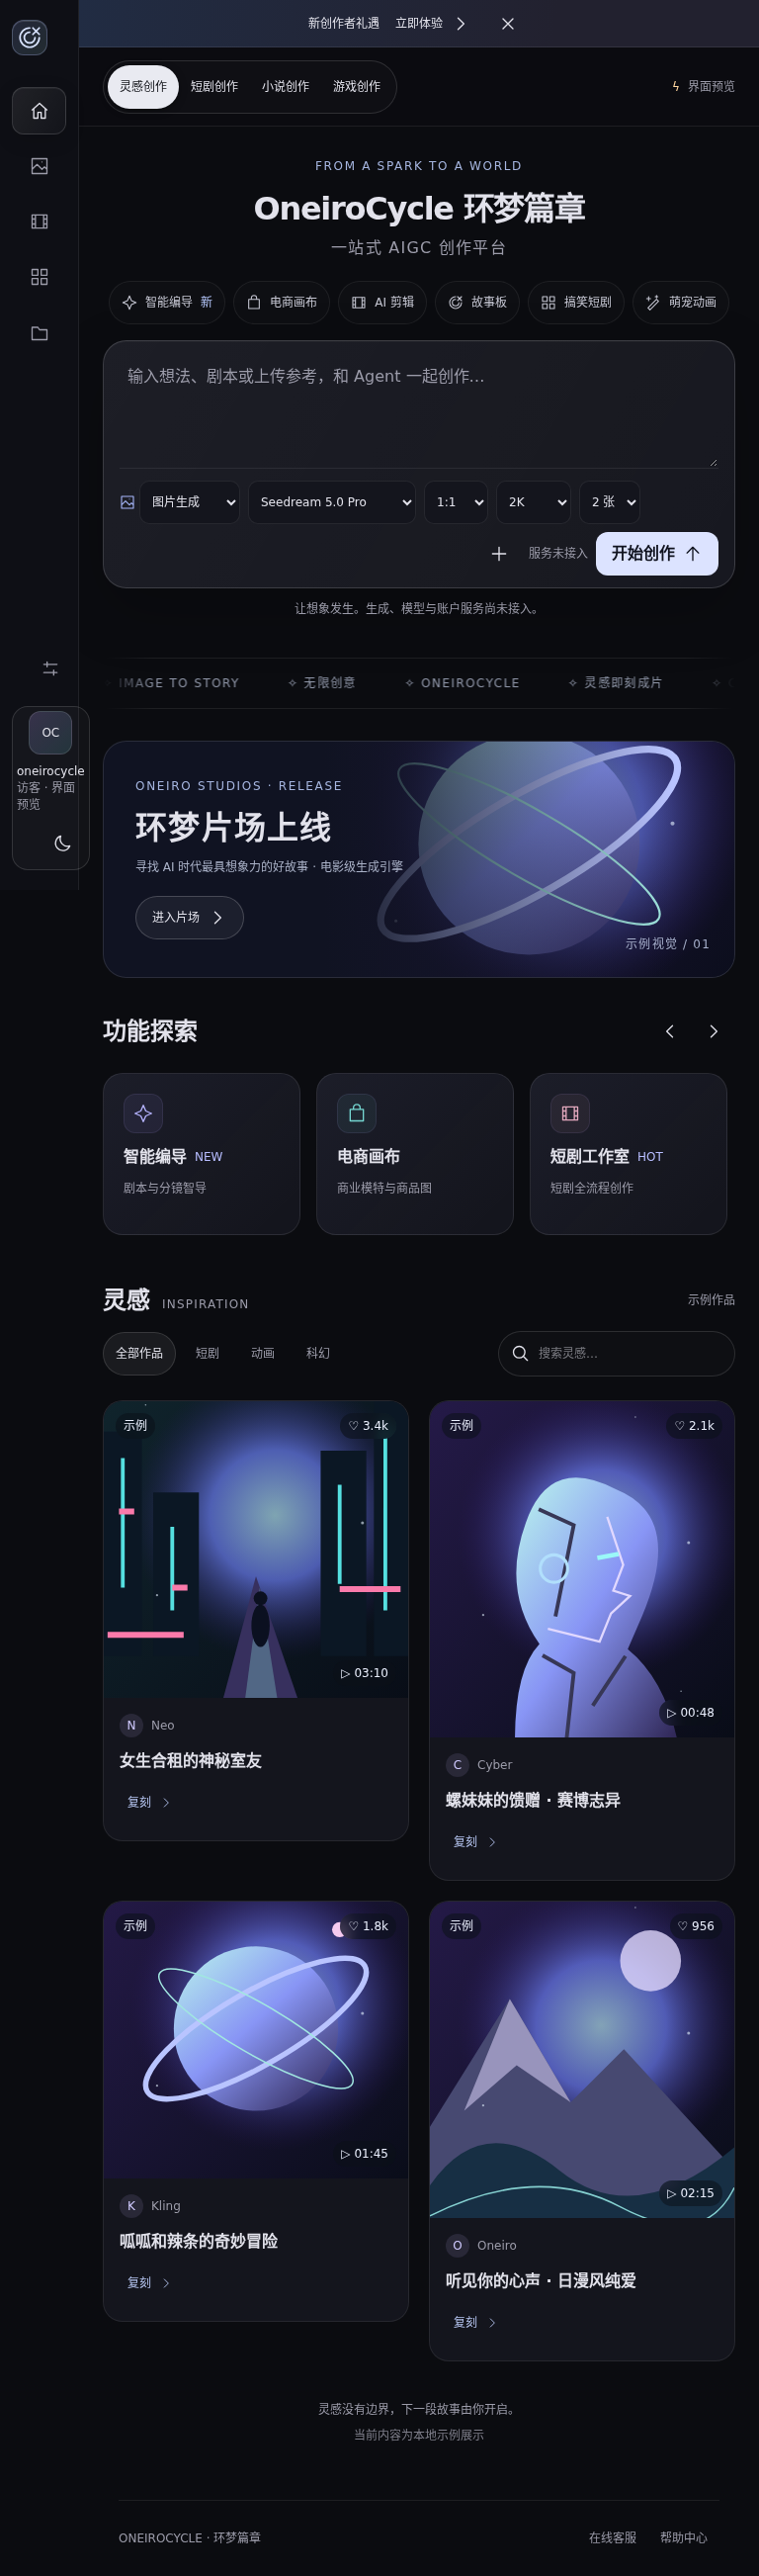 新创作者礼遇 立即体验
灵感创作 短剧创作 小说创作 游戏创作
ϟ 界面预览
FROM A SPARK TO A WORLD
OneiroCycle 环梦篇章
一站式 AIGC 创作平台
智能编导 新 电商画布 AI 剪辑 故事板 搞笑短剧 萌宠动画
输入想法、剧本或上传参考，和 Agent 一起创作...
图片生成 Seedream 5.0 Pro 1:1 2K 2 张
服务未接入 开始创作
让想象发生。生成、模型与账户服务尚未接入。
IMAGE TO STORY ✧ 无限创意 ✧ ONEIROCYCLE ✧ 灵感即刻成片 ✧
OC
oneirocycle
访客 · 界面
预览
ONEIRO STUDIOS · RELEASE
环梦片场上线
寻找 AI 时代最具想象力的好故事 · 电影级生成引擎
进入片场
示例视觉 / 01
功能探索
智能编导 NEW
剧本与分镜智导
电商画布
商业模特与商品图
短剧工作室 HOT
短剧全流程创作
灵感 INSPIRATION
示例作品
全部作品 短剧 动画 科幻
搜索灵感...
示例 ♡ 3.4k
▷ 03:10
N Neo
女生合租的神秘室友
复刻
示例 ♡ 2.1k
▷ 00:48
C Cyber
螺妹妹的馈赠 · 赛博志异
复刻
示例 ♡ 1.8k
▷ 01:45
K Kling
呱呱和辣条的奇妙冒险
复刻
示例 ♡ 956
▷ 02:15
O Oneiro
听见你的心声 · 日漫风纯爱
复刻
灵感没有边界，下一段故事由你开启。
当前内容为本地示例展示
ONEIROCYCLE · 环梦篇章
在线客服 帮助中心